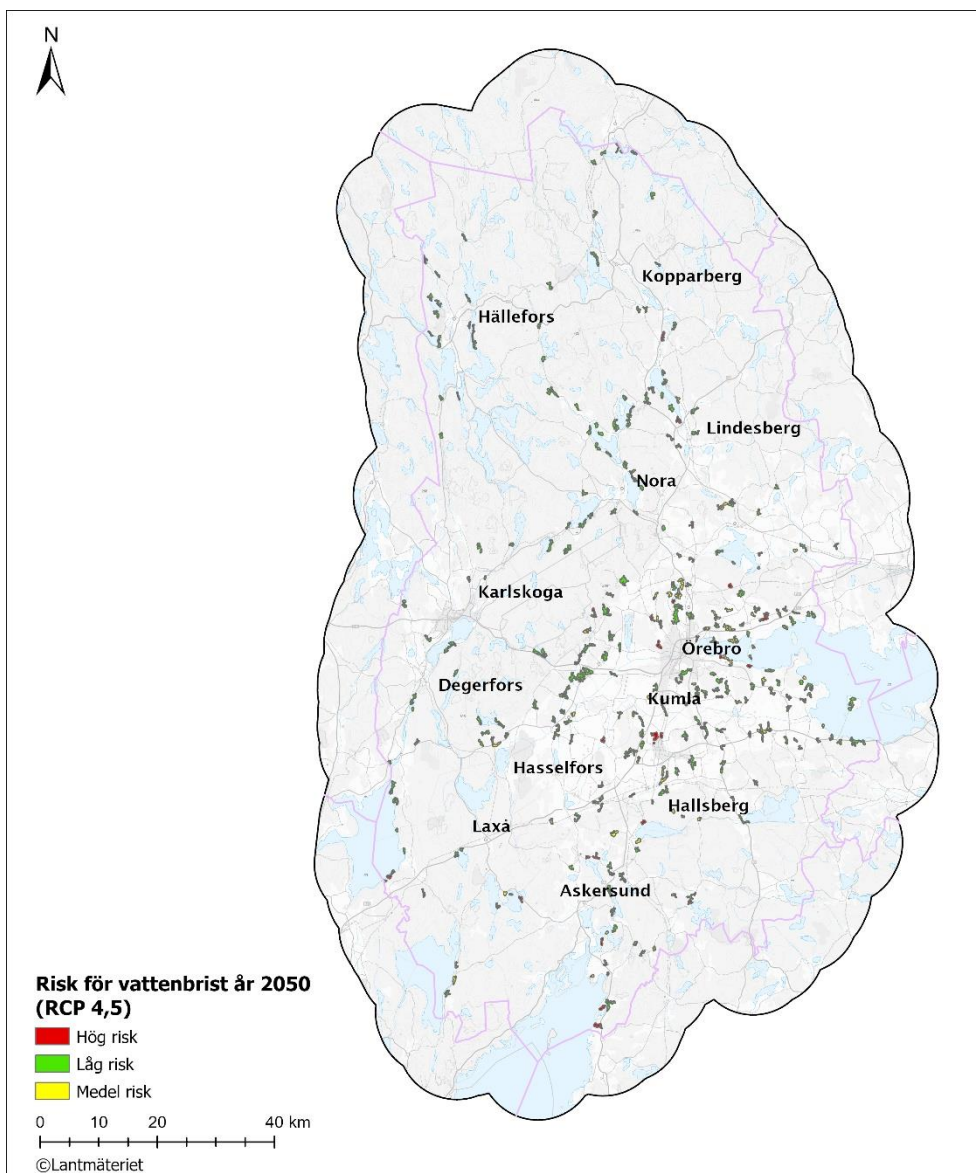 N
Kopparberg
Hällefors
Lindesberg
Nora
Karlskoga
Örebro
Degerfors
Kumla
Hasselfors
Hallsberg
Laxå
Askersund
Risk för vattenbrist år 2050
(RCP 4,5)
Hög risk
Låg risk
Medel risk
0 10 20 40 km
©Lantmäteriet